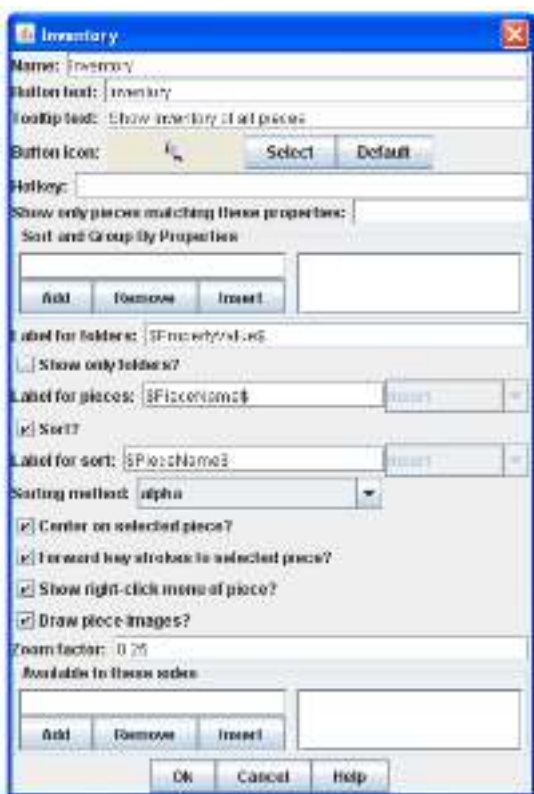 Inventory
Name: Inventory
Button text: Inventory
Tooltip text: Show inventory of all pieces
Button icon: Select Default
Hotkey:
Show only pieces matching these properties:
Sort and Group By Properties
Add Remove Insert
Label for folders: $PropertyValue$
Show only folders?
Label for pieces: $PieceName$ Insert
Sort?
Label for sort: $PieceName$ Insert
Sorting method: alpha
Center on selected piece?
Forward key strokes to selected piece?
Show right-click menu of piece?
Draw piece images?
Zoom factor: 0.25
Available to these sides
Add Remove Insert
Ok Cancel Help